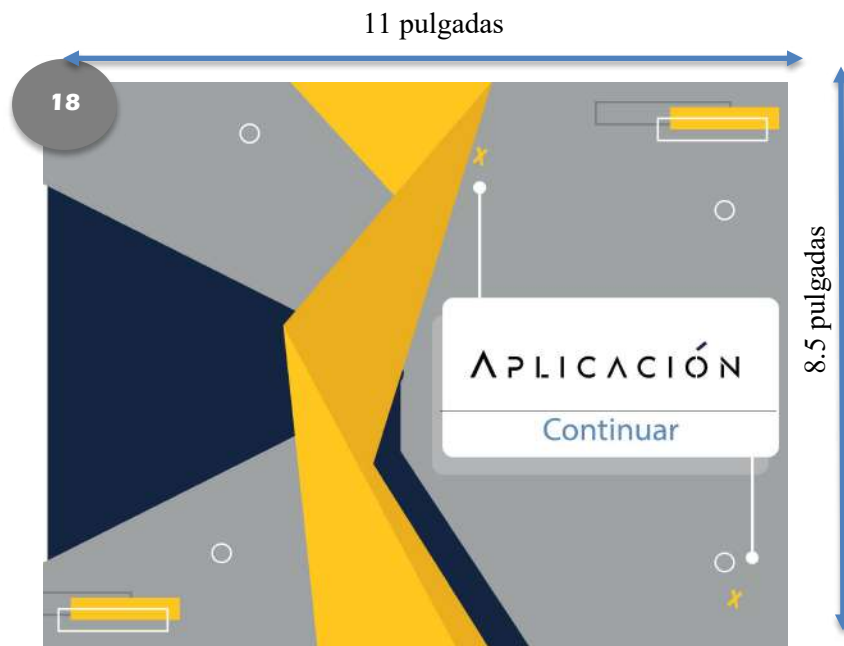 11 pulgadas
18
8.5 pulgadas
APLICACIÓN
Continuar